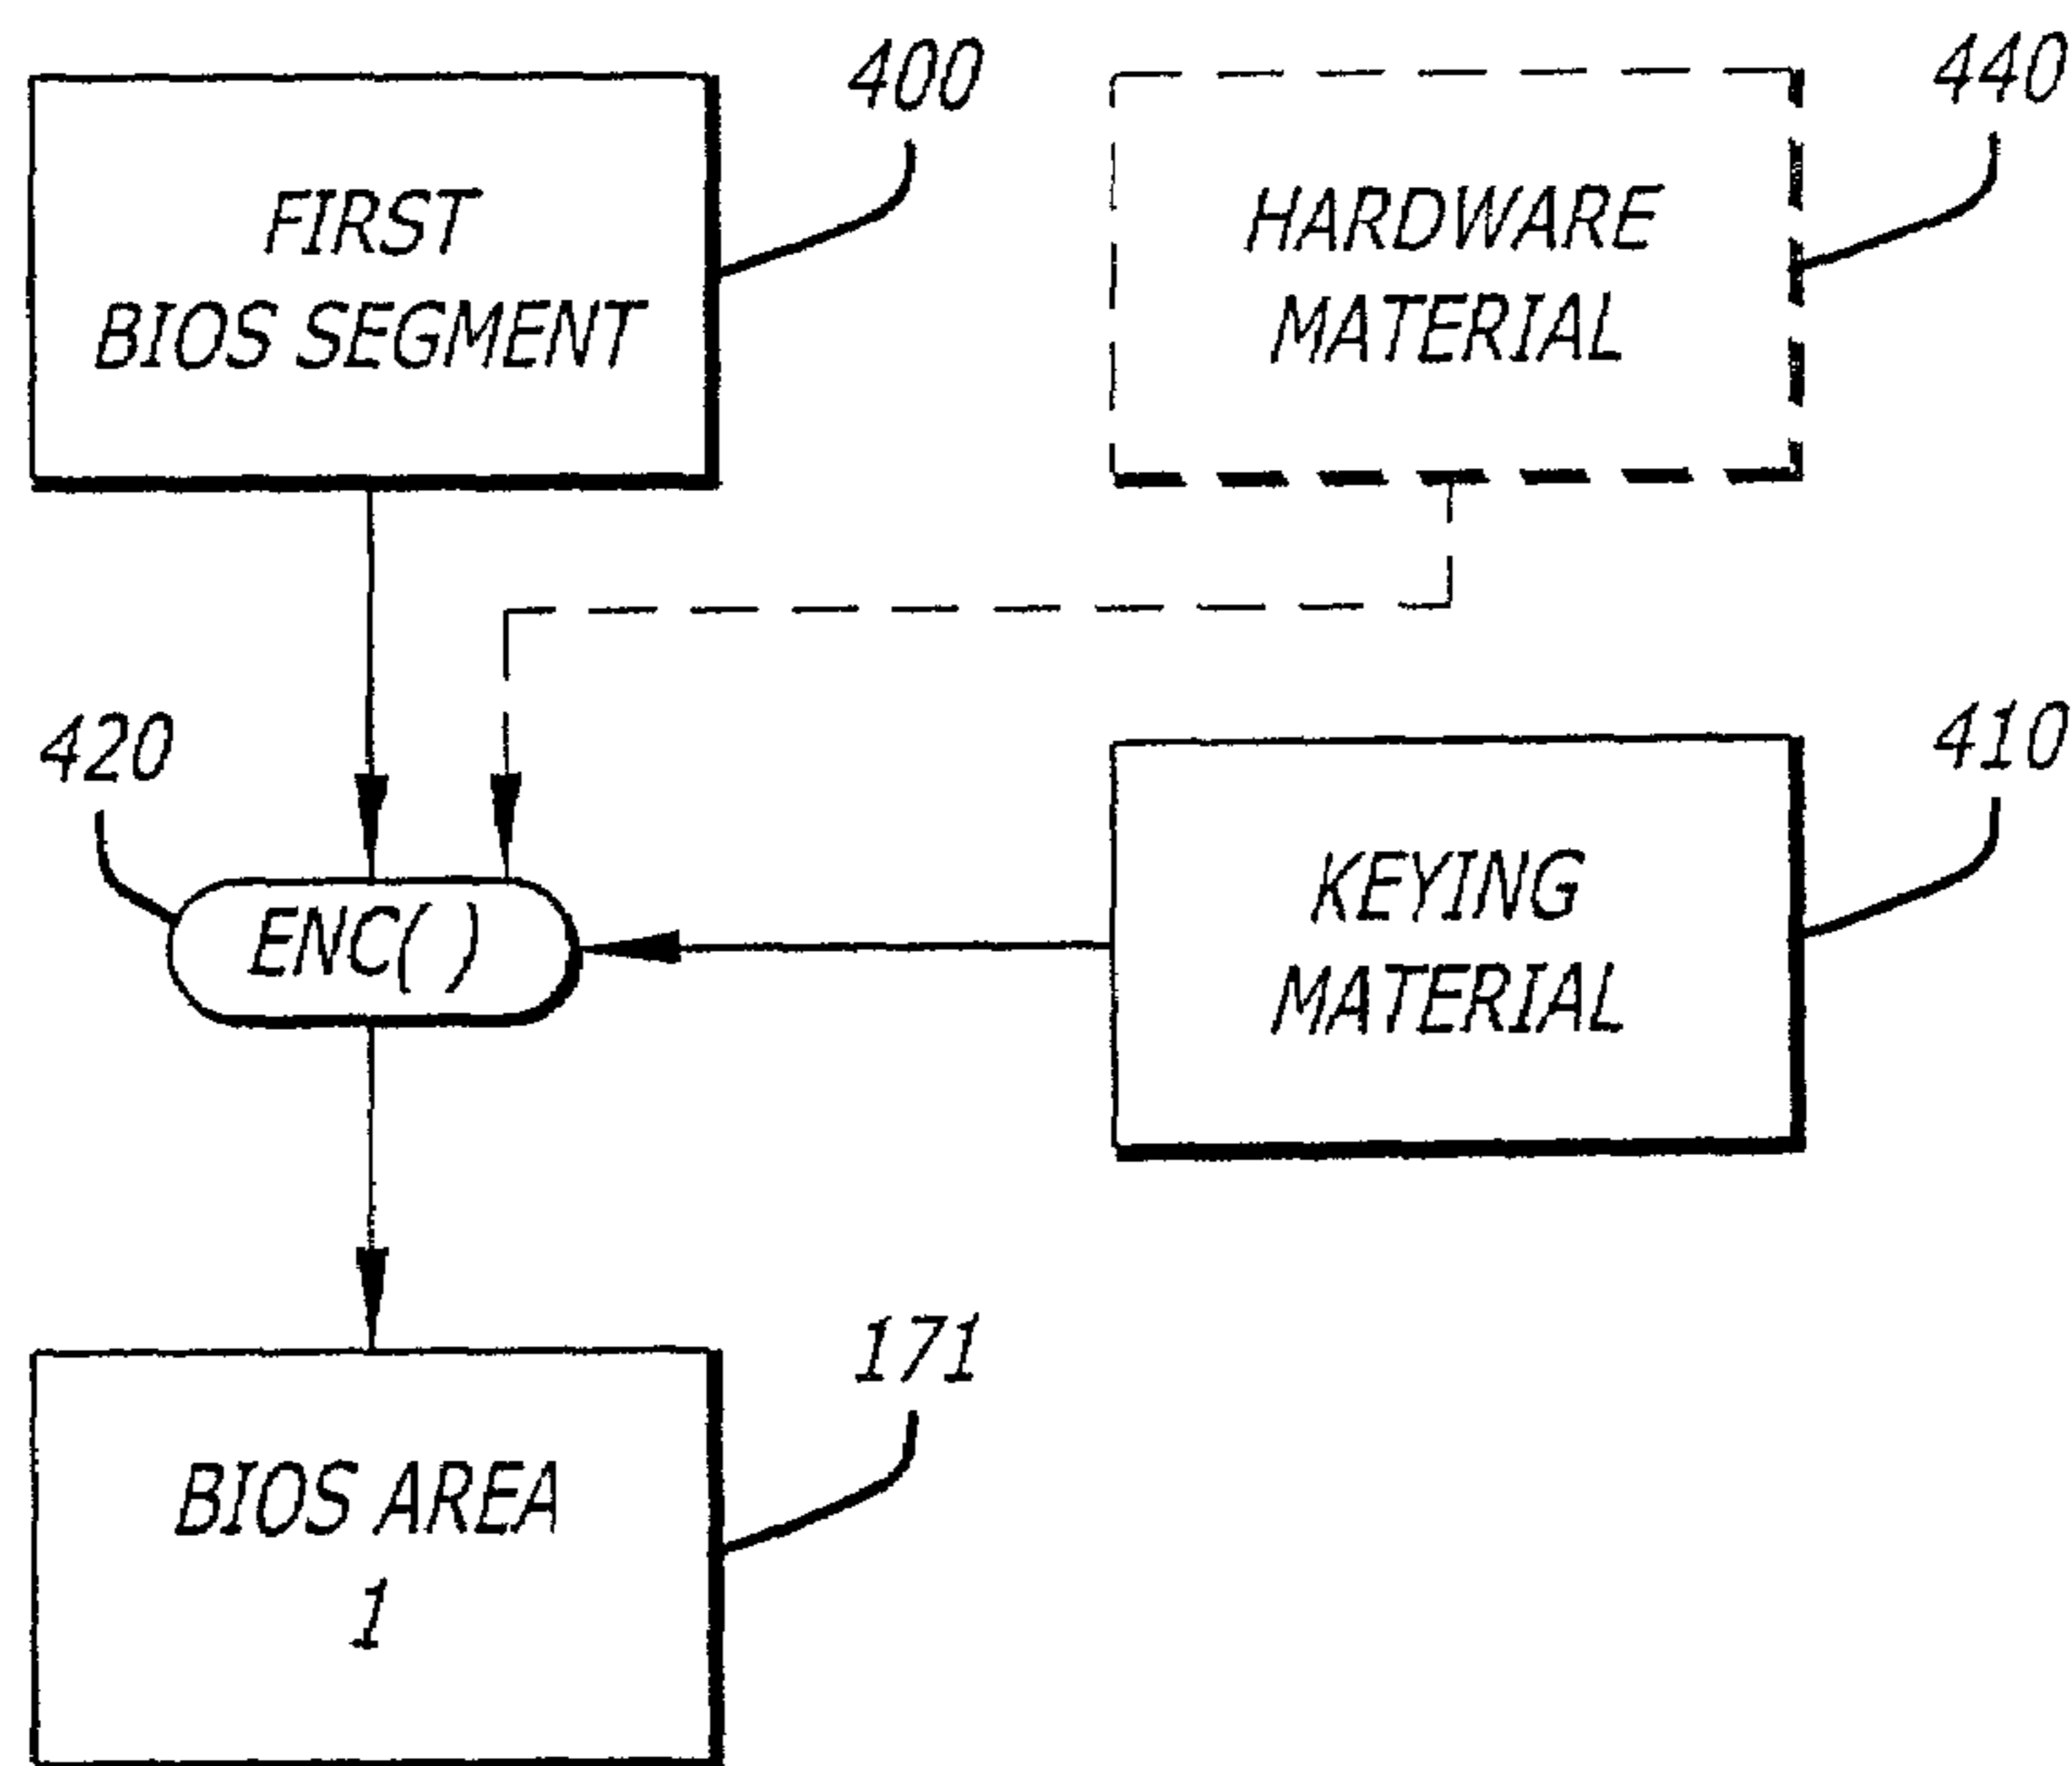 400
FIRST
BIOS SEGMENT
440
HARDWARE
MATERIAL
420
ENC( )
410
KEYING
MATERIAL
171
BIOS AREA
1